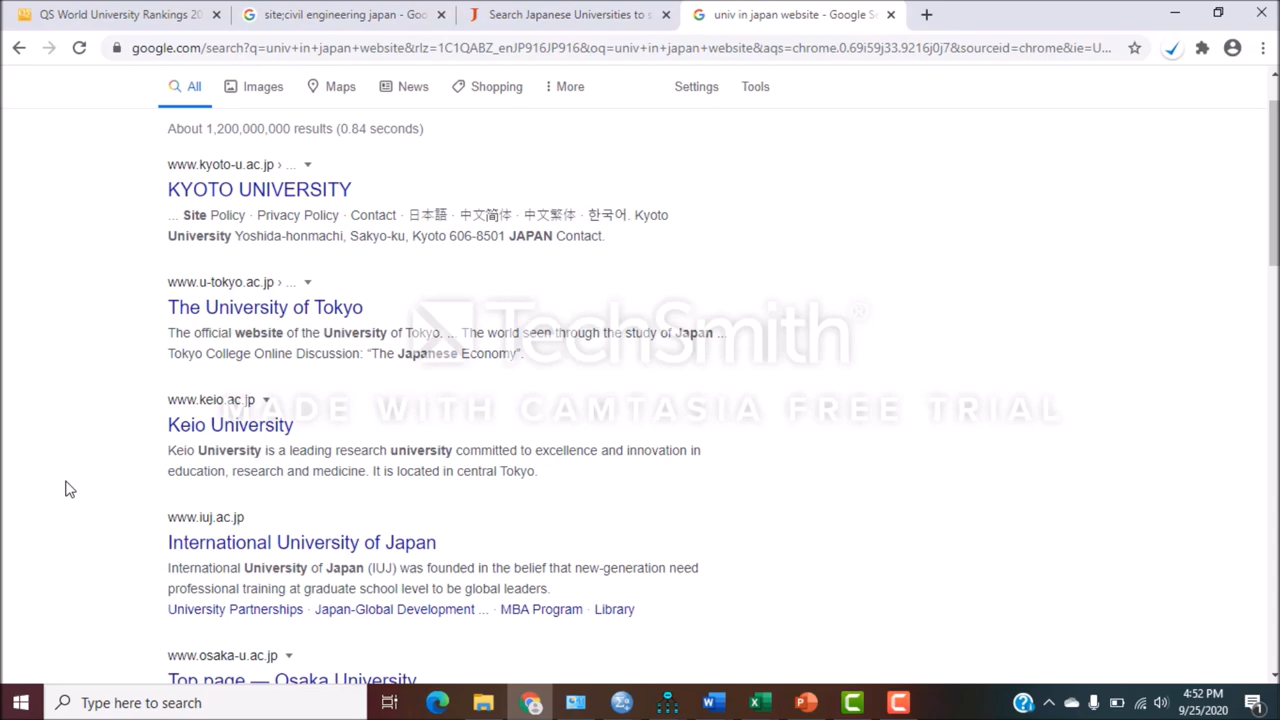 QS World University Rankings 20
site;civil engineering japan - Goo
Search Japanese Universities to s
univ in japan website - Google Se
google.com/search?q=univ+in+japan+website&rlz=1C1QABZ_enJP916JP916&oq=univ+in+japan+website&aqs=chrome.0.69i59j33.9216j0j7&sourceid=chrome&ie=U...
All Images Maps News Shopping More Settings Tools
About 1,200,000,000 results (0.84 seconds)
www.kyoto-u.ac.jp › ...
KYOTO UNIVERSITY
... Site Policy · Privacy Policy · Contact · 日本語 · 中文简体 · 中文繁体 · 한국어. Kyoto
University Yoshida-honmachi, Sakyo-ku, Kyoto 606-8501 JAPAN Contact.
www.u-tokyo.ac.jp › ...
The University of Tokyo
The official website of the University of Tokyo. ... The world seen through the study of Japan ...
Tokyo College Online Discussion: “The Japanese Economy”.
TechSmith®
www.keio.ac.jp
MADE WITH CAMTASIA FREE TRIAL
Keio University
Keio University is a leading research university committed to excellence and innovation in
education, research and medicine. It is located in central Tokyo.
www.iuj.ac.jp
International University of Japan
International University of Japan (IUJ) was founded in the belief that new-generation need
professional training at graduate school level to be global leaders.
University Partnerships · Japan-Global Development ... · MBA Program · Library
www.osaka-u.ac.jp
Top page — Osaka University
Type here to search
4:52 PM
9/25/2020